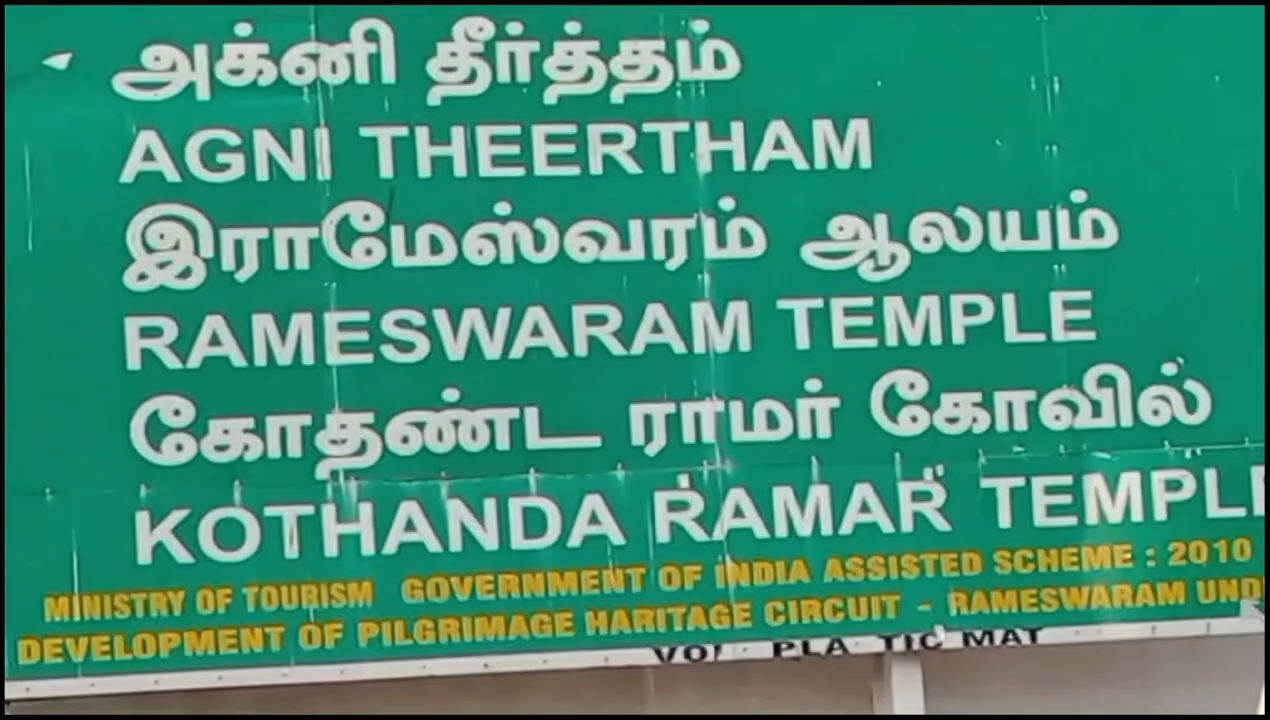 அக்னி தீர்த்தம்
AGNI THEERTHAM
இராமேஸ்வரம் ஆலயம்
RAMESWARAM TEMPLE
கோதண்ட ராமர் கோவில்
KOTHANDA RAMAR TEMPLE
MINISTRY OF TOURISM GOVERNMENT OF INDIA ASSISTED SCHEME : 2010
DEVELOPMENT OF PILGRIMAGE HARITAGE CIRCUIT - RAMESWARAM UND
MAT